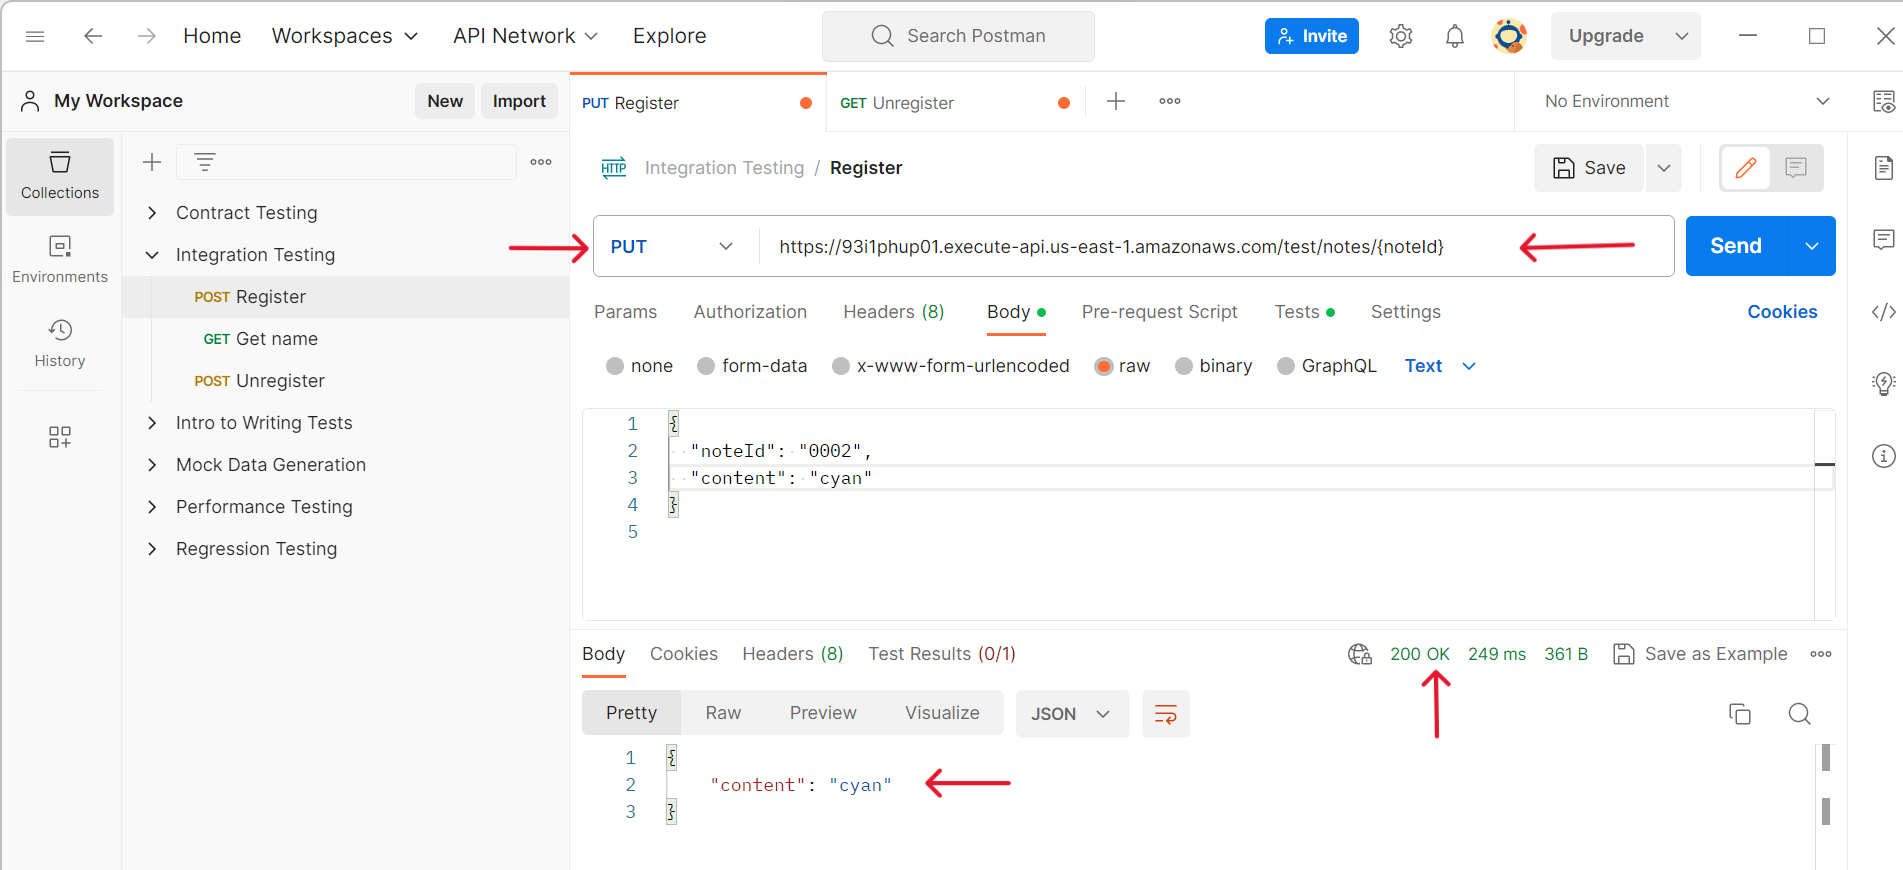 Home Workspaces API Network Explore Search Postman Invite Upgrade
My Workspace New Import
PUT Register GET Unregister No Environment
Collections
Environments
History
Contract Testing
Integration Testing
POST Register
GET Get name
POST Unregister
Intro to Writing Tests
Mock Data Generation
Performance Testing
Regression Testing
HTTP Integration Testing / Register Save
PUT https://93i1phup01.execute-api.us-east-1.amazonaws.com/test/notes/{noteId} Send
Params Authorization Headers (8) Body Pre-request Script Tests Settings Cookies
none form-data x-www-form-urlencoded raw binary GraphQL Text
1 {
2 "noteId": "0002",
3 "content": "cyan"
4 }
5
Body Cookies Headers (8) Test Results (0/1) 200 OK 249 ms 361 B Save as Example
Pretty Raw Preview Visualize JSON
1 {
2 "content": "cyan"
3 }